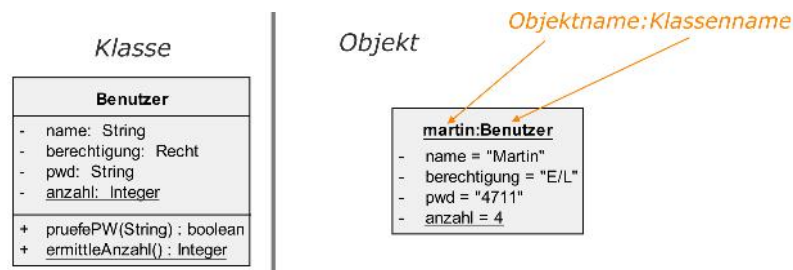 Klasse
Benutzer
- name: String
- berechtigung: Recht
- pwd: String
- anzahl: Integer
+ pruefePW(String) : boolean
+ ermittleAnzahl() : Integer
Objekt
Objektname:Klassenname
martin:Benutzer
- name = "Martin"
- berechtigung = "E/L"
- pwd = "4711"
- anzahl = 4